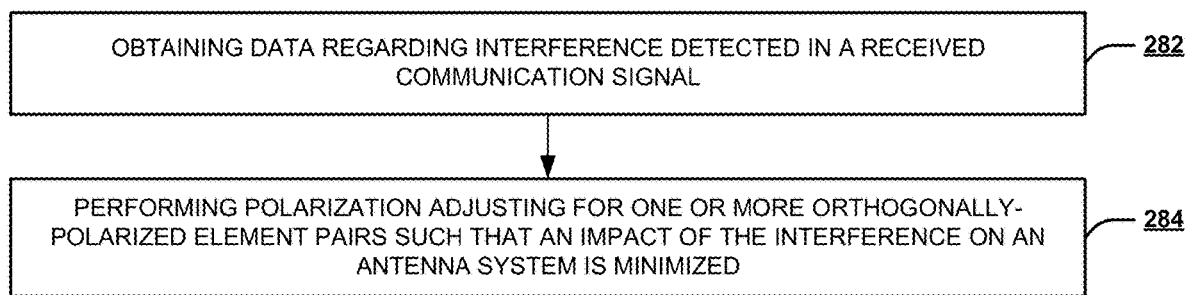 OBTAINING DATA REGARDING INTERFERENCE DETECTED IN A RECEIVED
COMMUNICATION SIGNAL
282
PERFORMING POLARIZATION ADJUSTING FOR ONE OR MORE ORTHOGONALLY-
POLARIZED ELEMENT PAIRS SUCH THAT AN IMPACT OF THE INTERFERENCE ON AN
ANTENNA SYSTEM IS MINIMIZED
284